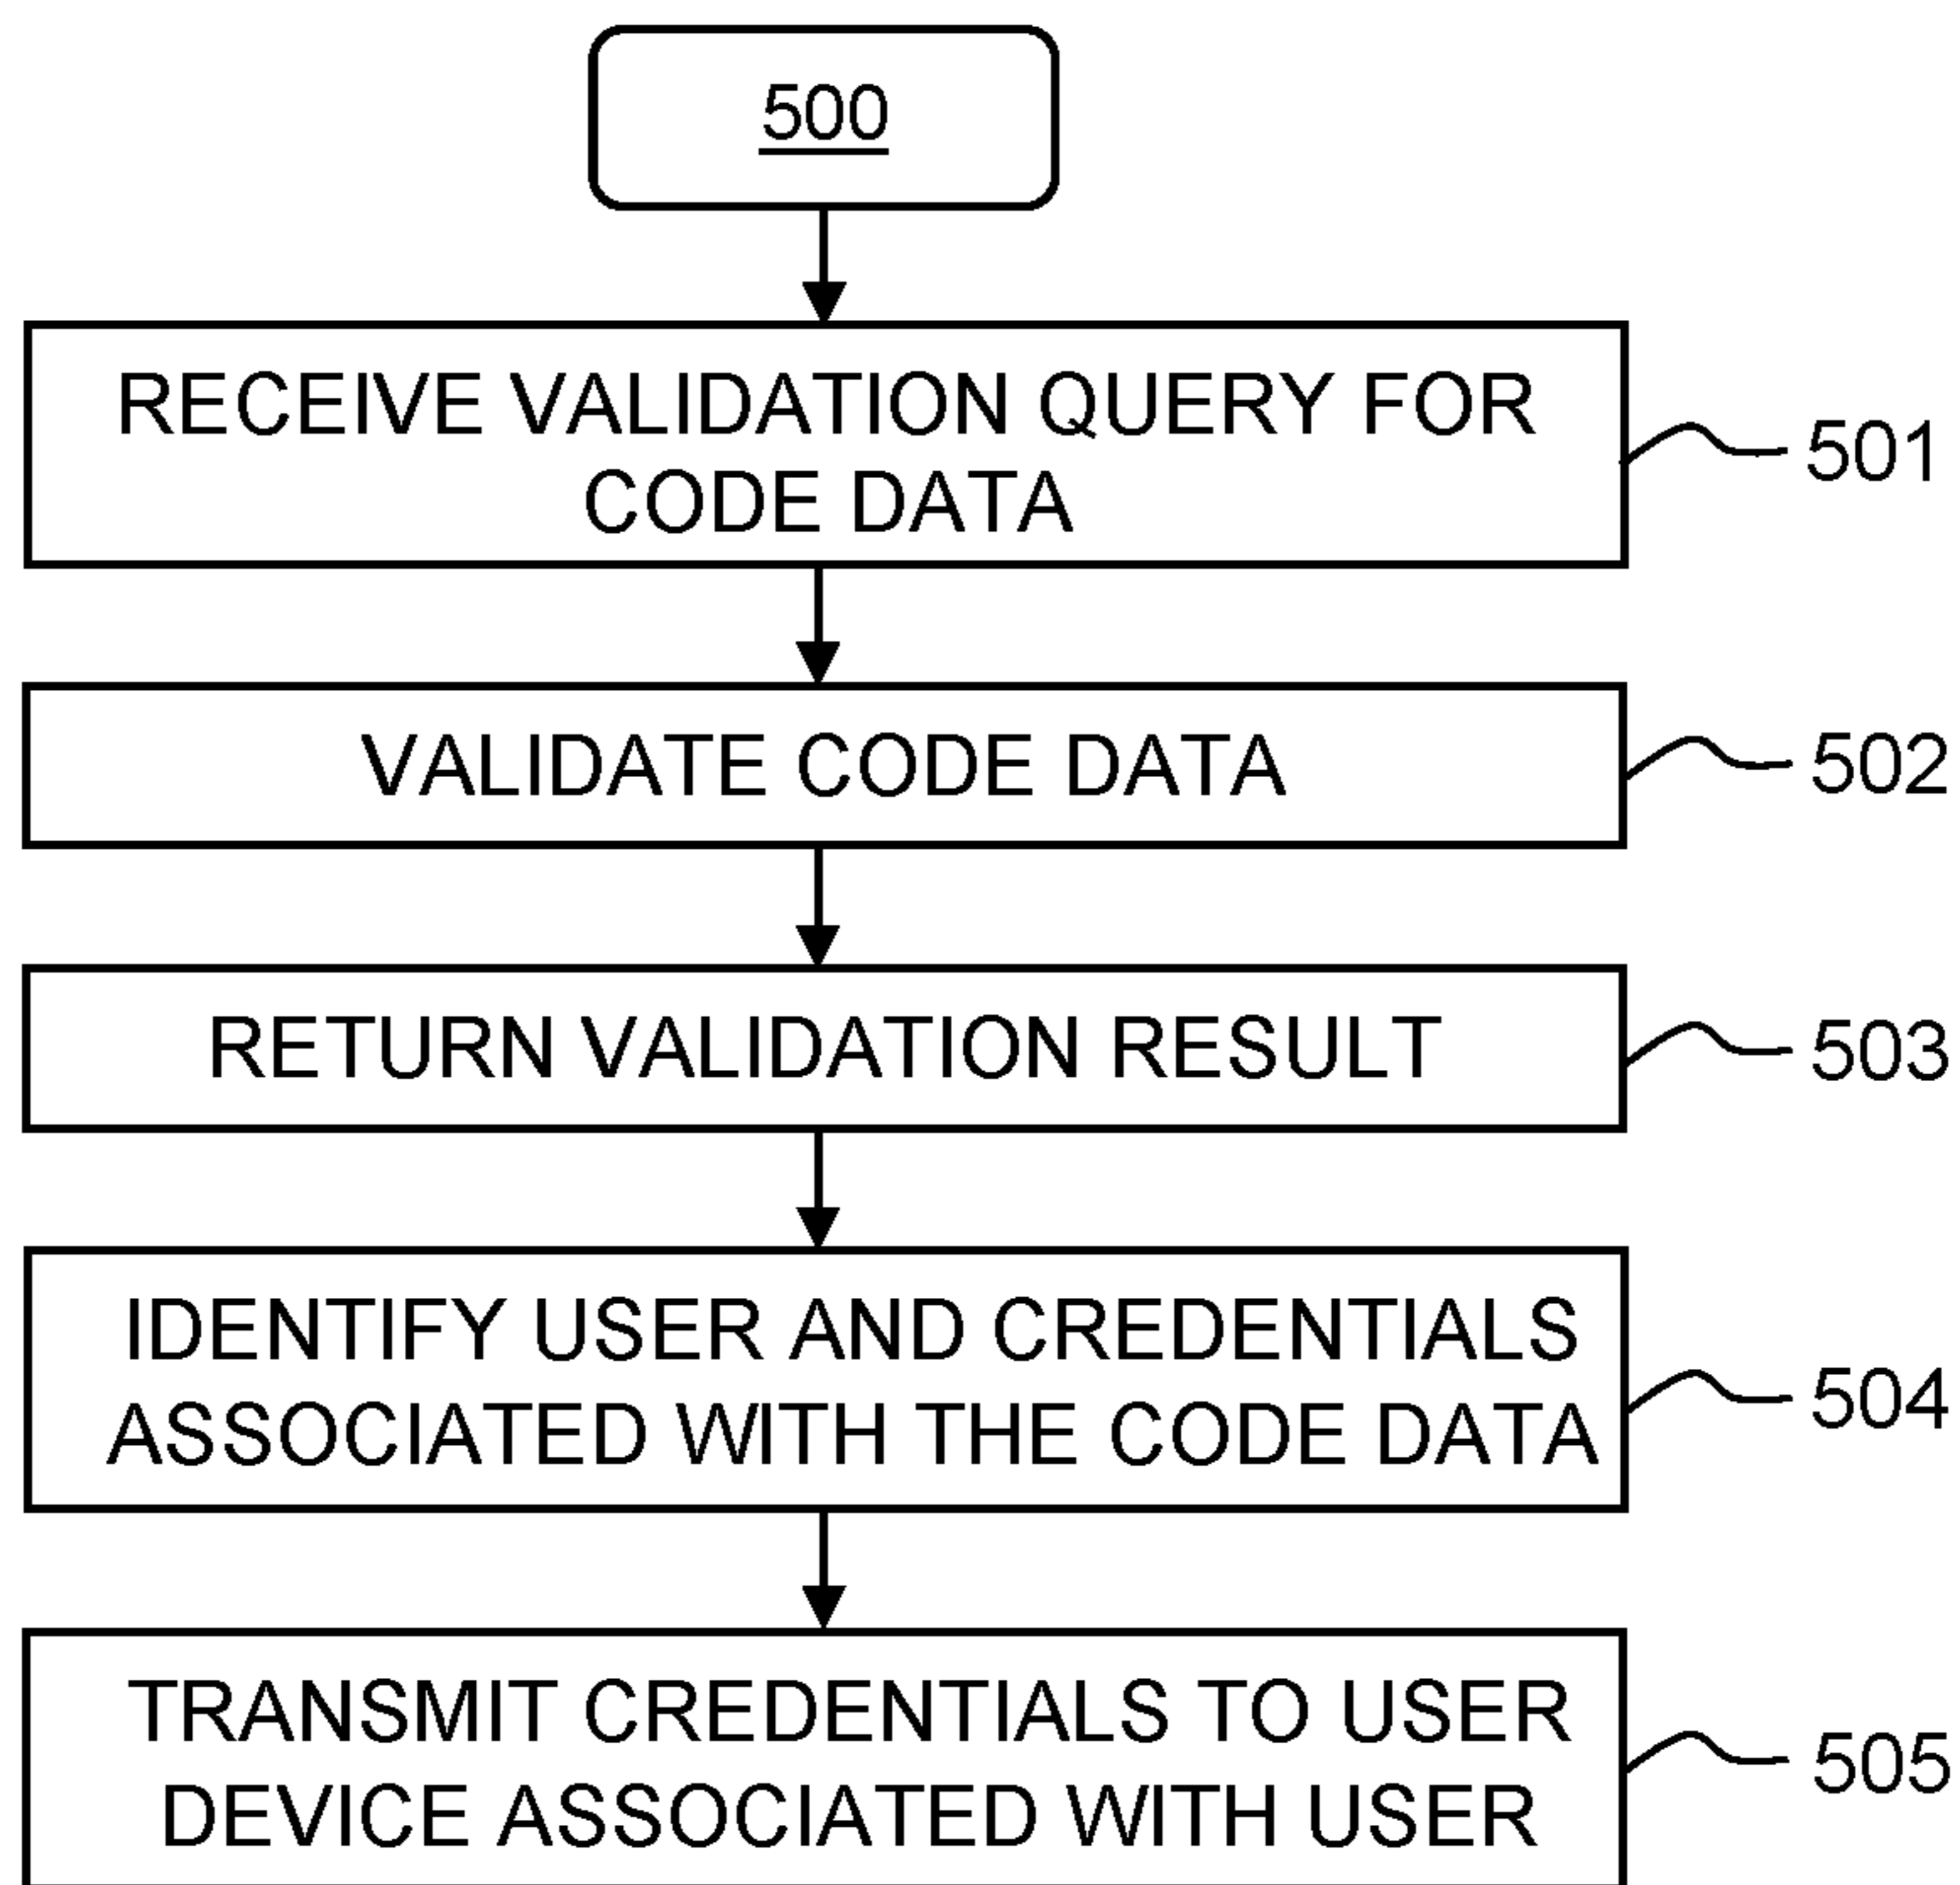 500
RECEIVE VALIDATION QUERY FOR
CODE DATA
501
VALIDATE CODE DATA
502
RETURN VALIDATION RESULT
503
IDENTIFY USER AND CREDENTIALS
ASSOCIATED WITH THE CODE DATA
504
TRANSMIT CREDENTIALS TO USER
DEVICE ASSOCIATED WITH USER
505